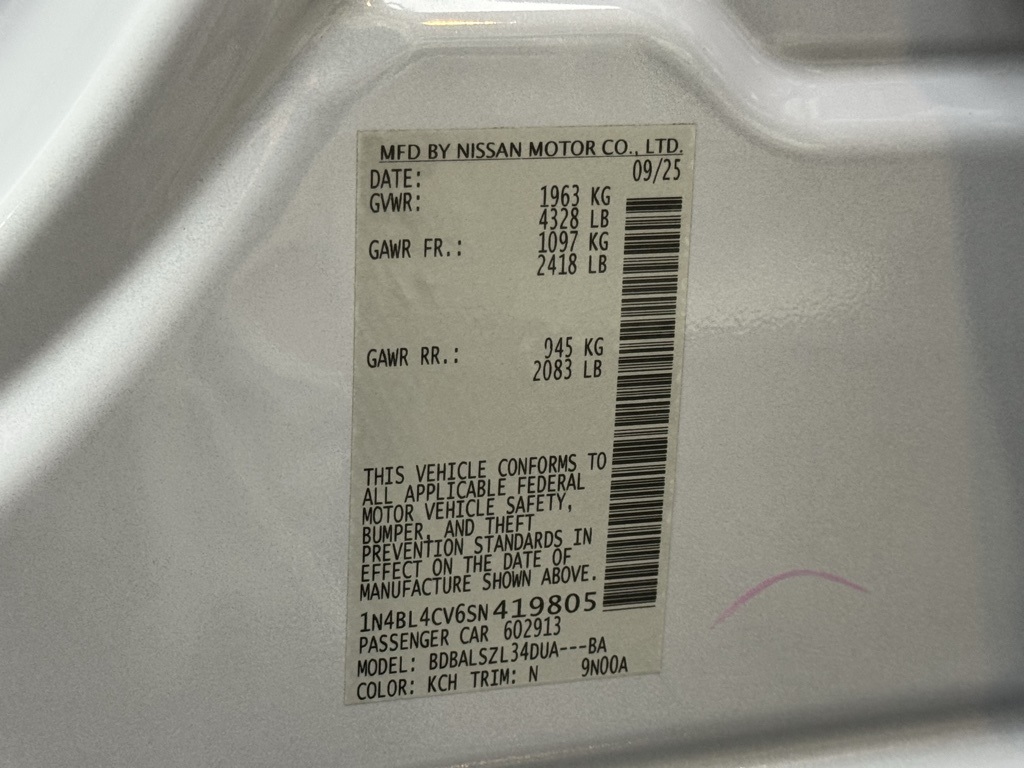 MFD BY NISSAN MOTOR CO., LTD.
DATE: 09/25
GVWR: 1963 KG
4328 LB
GAWR FR.: 1097 KG
2418 LB
GAWR RR.: 945 KG
2083 LB
THIS VEHICLE CONFORMS TO
ALL APPLICABLE FEDERAL
MOTOR VEHICLE SAFETY,
BUMPER, AND THEFT
PREVENTION STANDARDS IN
EFFECT ON THE DATE OF
MANUFACTURE SHOWN ABOVE.
1N4BL4CV6SN419805
PASSENGER CAR 602913
MODEL: BDBALSZL34DUA---BA
COLOR: KCH TRIM: N 9N00A